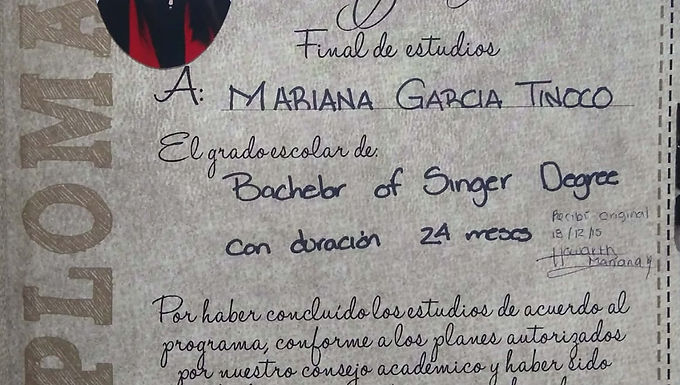 DIPLOMA
Final de estudios
A: MARIANA GARCIA TINOCO
El grado escolar de:
Bachelor of Singer Degree
con duración 24 meses
Recibí original
18/12/15
Mariana
Por haber concluído los estudios de acuerdo al
programa, conforme a los planes autorizados
por nuestro consejo académico y haber sido